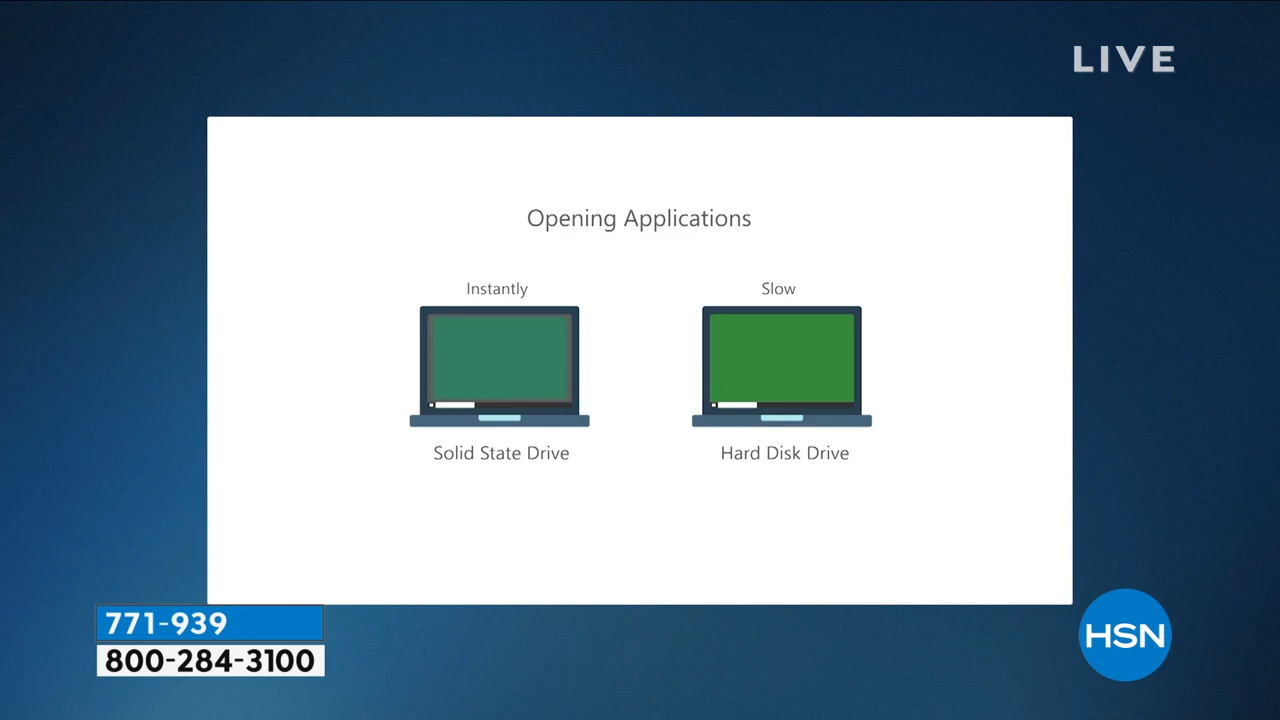 LIVE
Opening Applications
Instantly
Slow
Solid State Drive
Hard Disk Drive
771-939
800-284-3100
HSN